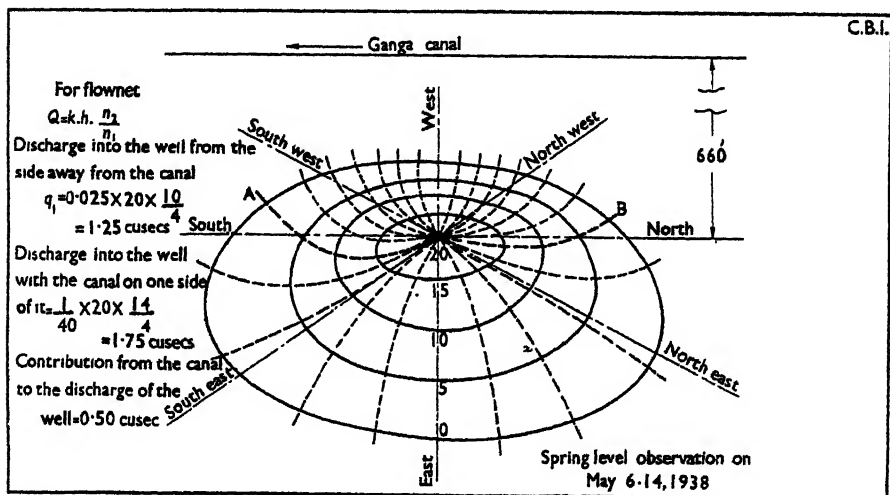 C.B.I.
Ganga canal
For flownet
Q=k.h. n2/n1
Discharge into the well from the
side away from the canal
q1=0·025×20×10/4
=1·25 cusecs
Discharge into the well
with the canal on one side
of it=1/40 ×20× 14/4
=1·75 cusecs
Contribution from the canal
to the discharge of the
well=0·50 cusec
West
South west
North west
660'
A
B
South
North
20
15
10
5
0
South east
North east
East
Spring level observation on
May 6·14, 1938